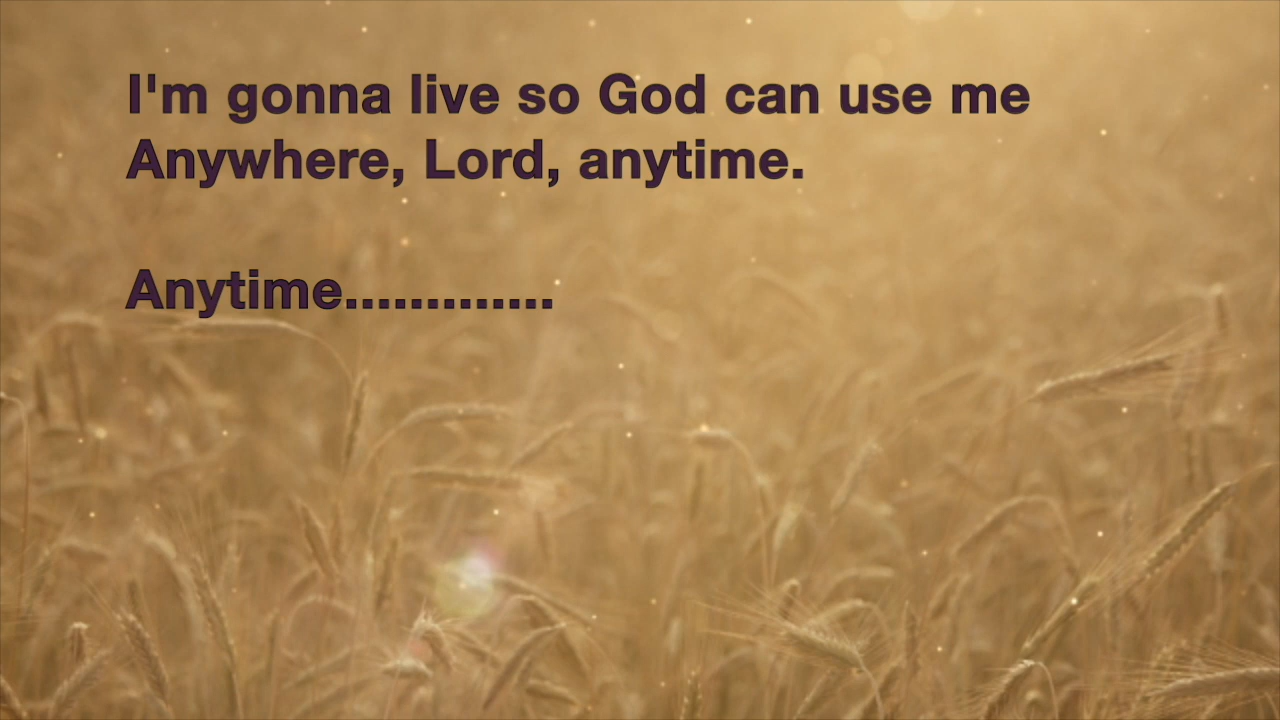 I'm gonna live so God can use me
Anywhere, Lord, anytime.
Anytime.............